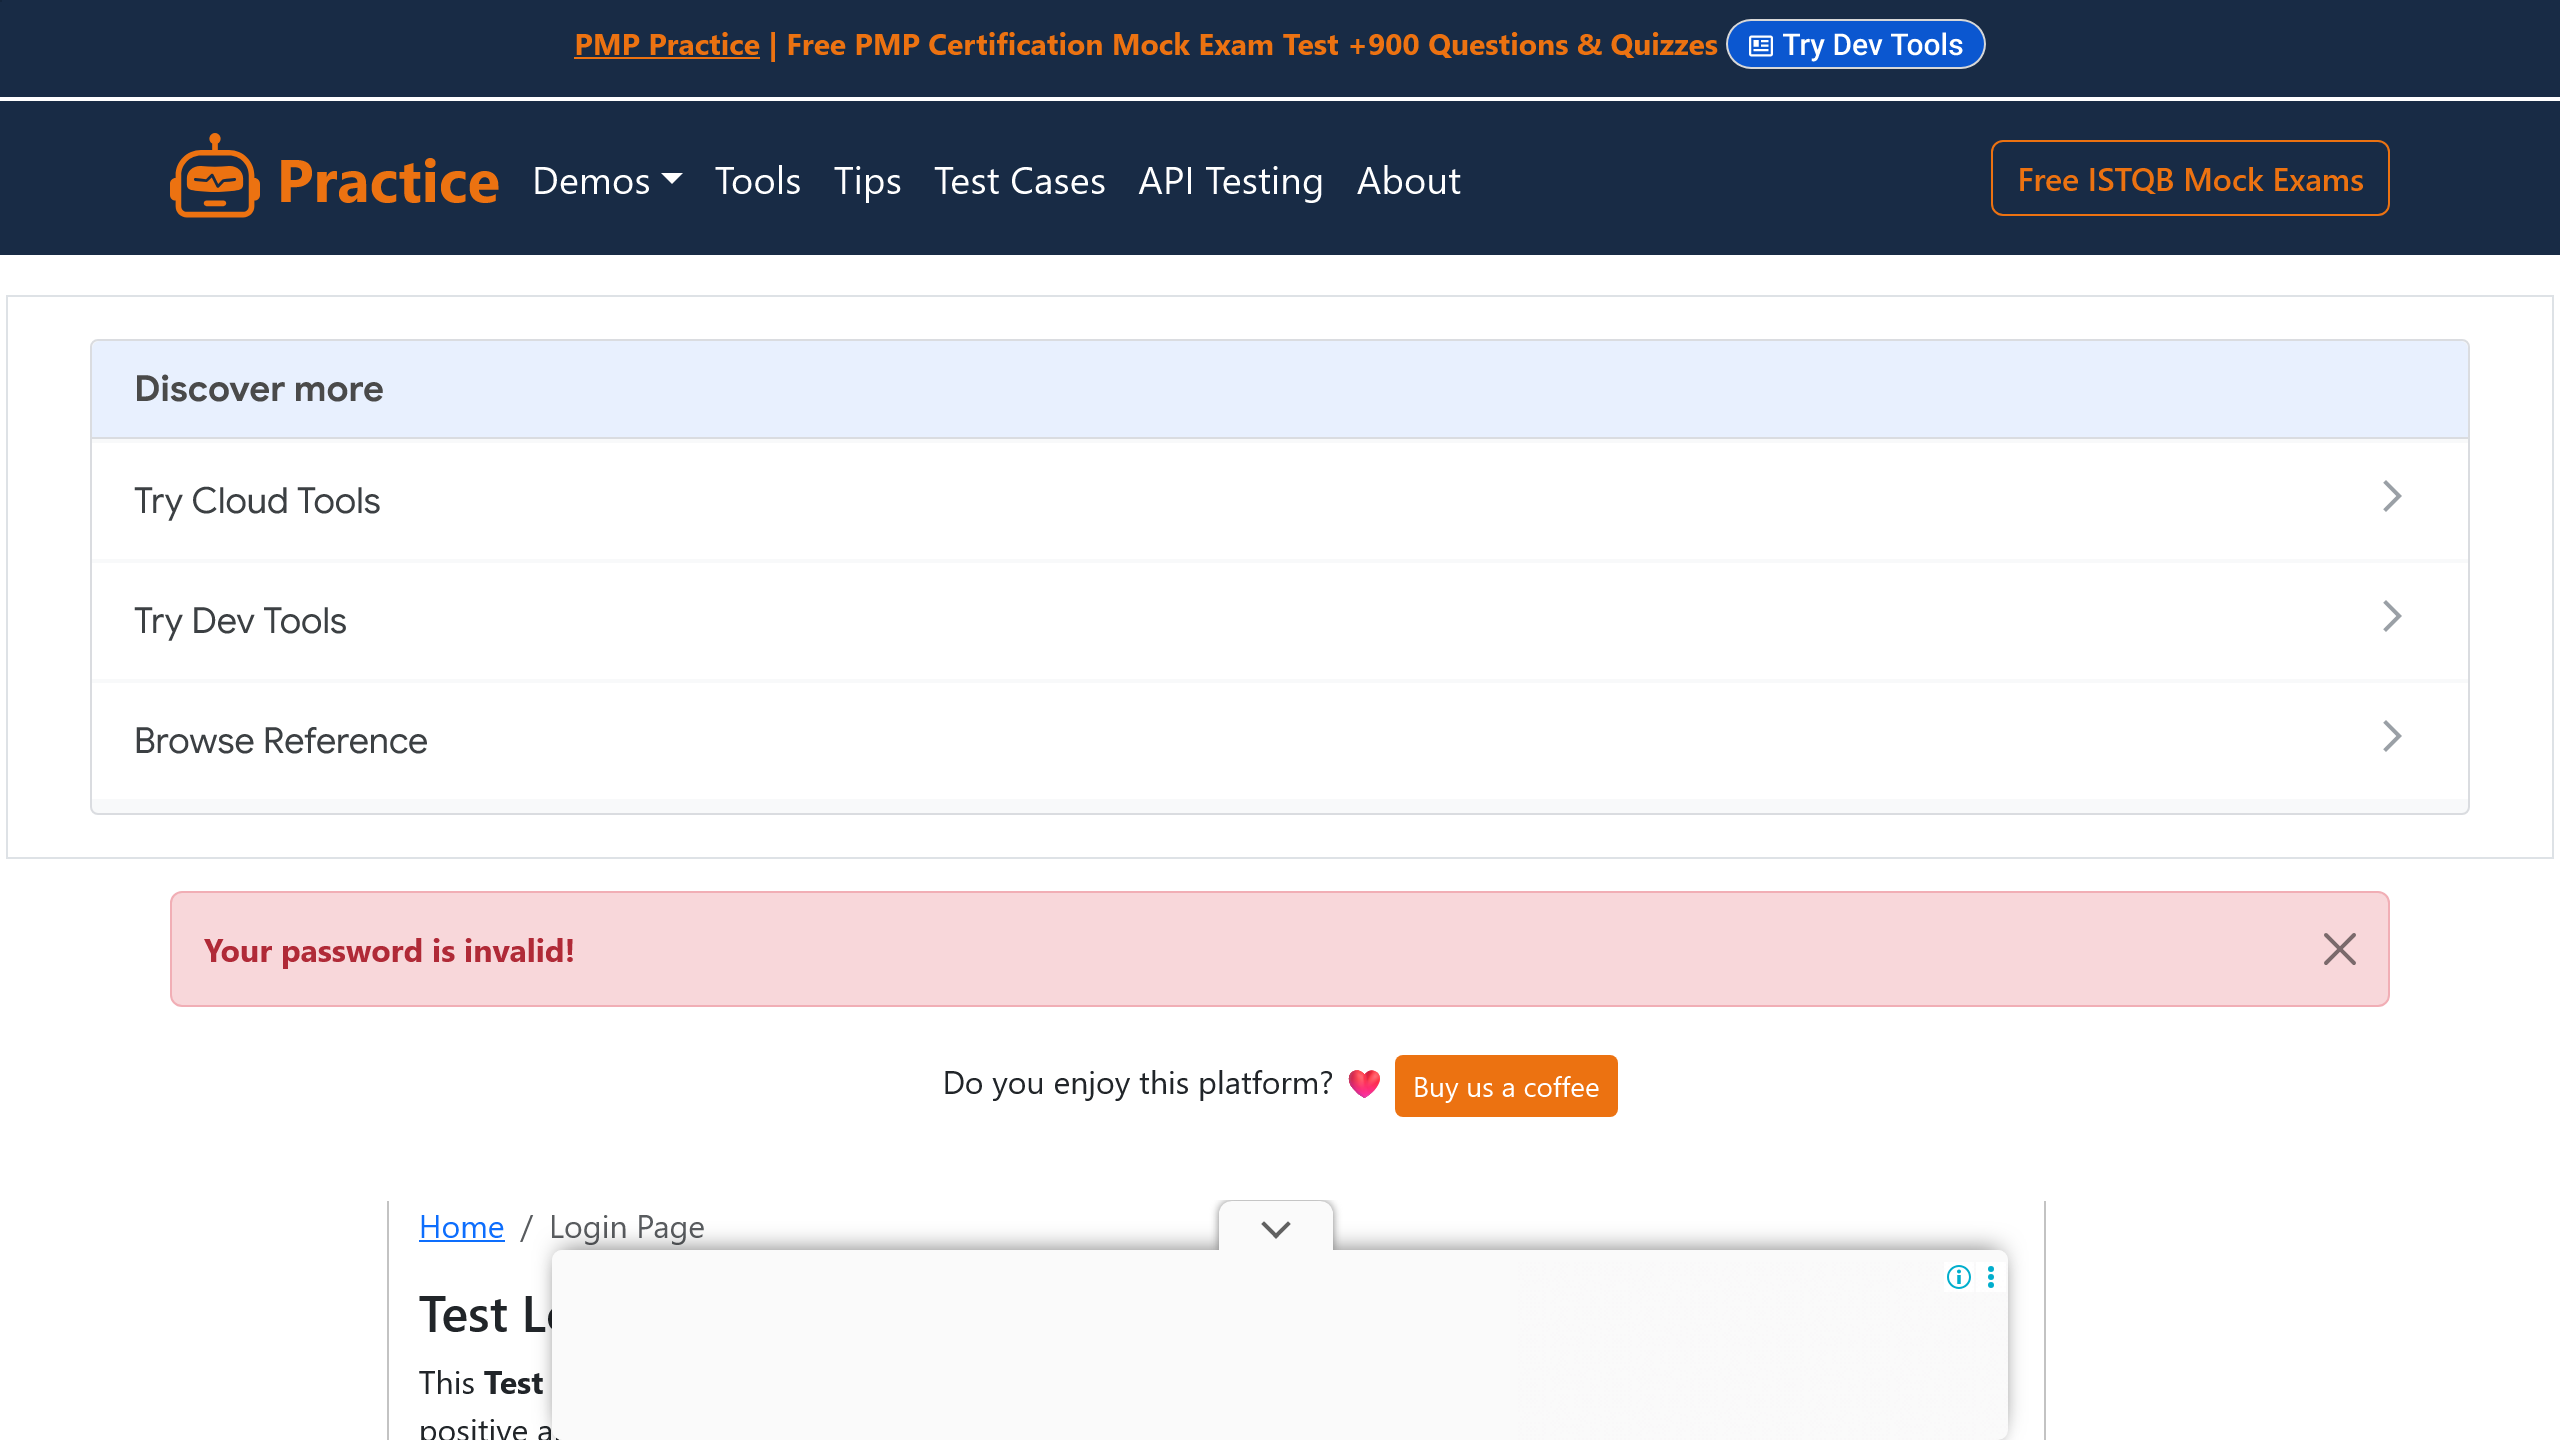 PMP Practice | Free PMP Certification Mock Exam Test +900 Questions & Quizzes Try Dev Tools
Practice Demos Tools Tips Test Cases API Testing About Free ISTQB Mock Exams
Discover more
Try Cloud Tools
Try Dev Tools
Browse Reference
Your password is invalid!
Do you enjoy this platform? Buy us a coffee
Home / Login Page
Test
This Test
positive